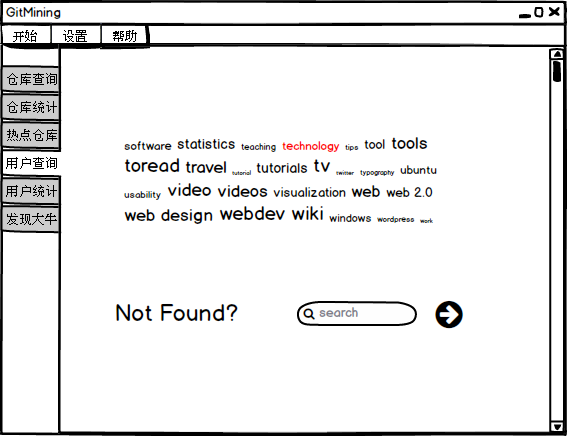 GitMining
开始 设置 帮助
仓库查询
仓库统计
热点仓库
用户查询
用户统计
发现大牛
software statistics teaching technology tips tool tools
toread travel tutorial tutorials tv twitter typography ubuntu
usability video videos visualization web web 2.0
web design webdev wiki windows wordpress work
Not Found? search